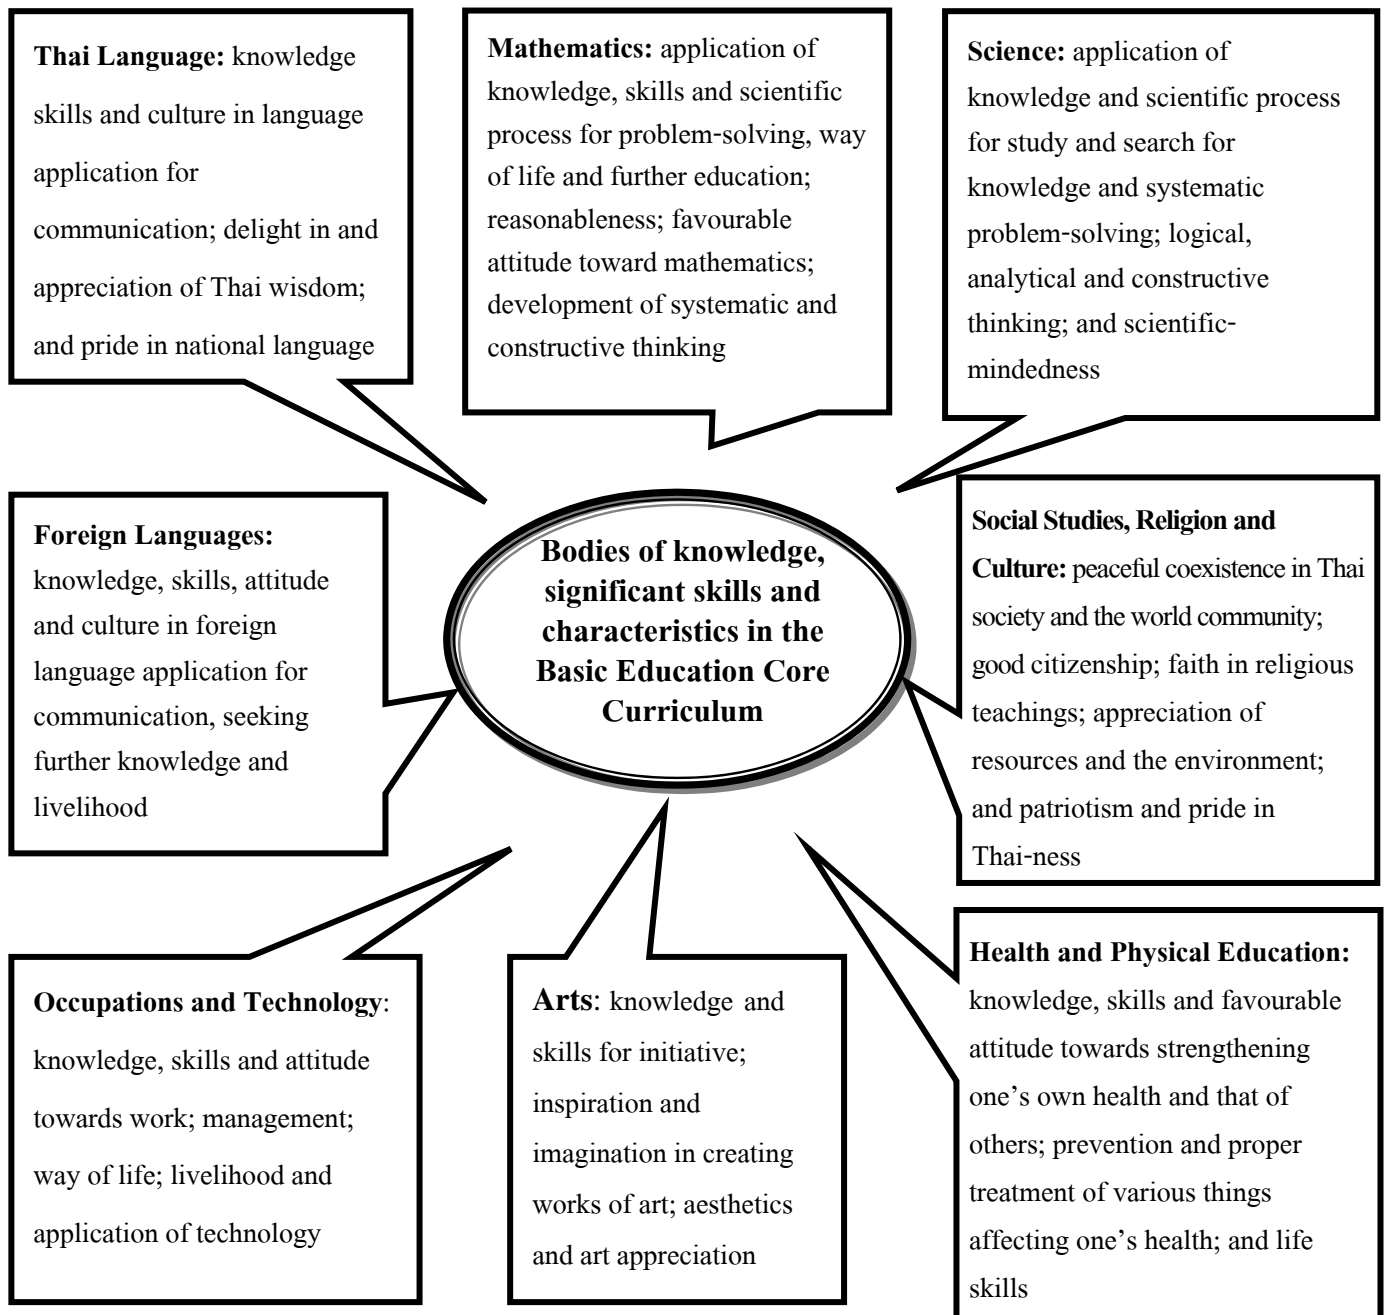 Thai Language: knowledge
skills and culture in language
application for
communication; delight in and
appreciation of Thai wisdom;
and pride in national language
Mathematics: application of
knowledge, skills and scientific
process for problem-solving, way
of life and further education;
reasonableness; favourable
attitude toward mathematics;
development of systematic and
constructive thinking
Science: application of
knowledge and scientific process
for study and search for
knowledge and systematic
problem-solving; logical,
analytical and constructive
thinking; and scientific-
mindedness
Foreign Languages:
knowledge, skills, attitude
and culture in foreign
language application for
communication, seeking
further knowledge and
livelihood
Bodies of knowledge,
significant skills and
characteristics in the
Basic Education Core
Curriculum
Social Studies, Religion and
Culture: peaceful coexistence in Thai
society and the world community;
good citizenship; faith in religious
teachings; appreciation of
resources and the environment;
and patriotism and pride in
Thai-ness
Occupations and Technology:
knowledge, skills and attitude
towards work; management;
way of life; livelihood and
application of technology
Arts: knowledge and
skills for initiative;
inspiration and
imagination in creating
works of art; aesthetics
and art appreciation
Health and Physical Education:
knowledge, skills and favourable
attitude towards strengthening
one’s own health and that of
others; prevention and proper
treatment of various things
affecting one’s health; and life
skills